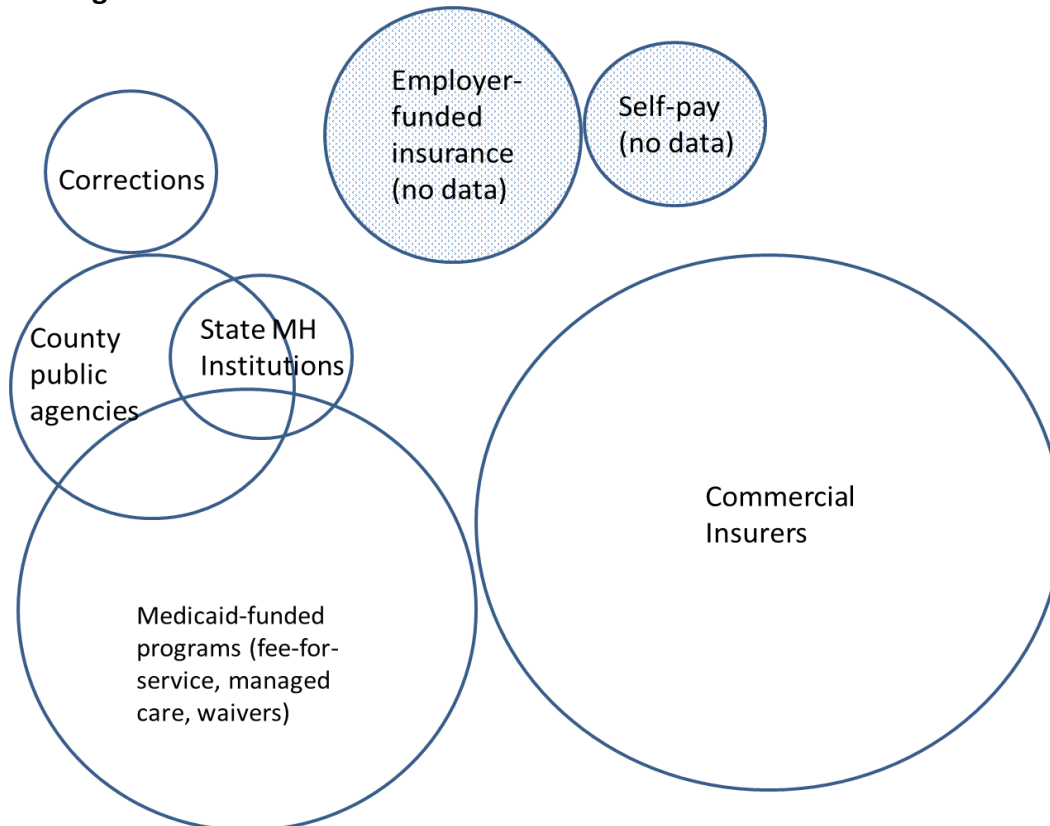 Employer-
funded
insurance
(no data)
Self-pay
(no data)
Corrections
County
public
agencies
State MH
Institutions
Commercial
Insurers
Medicaid-funded
programs (fee-for-
service, managed
care, waivers)